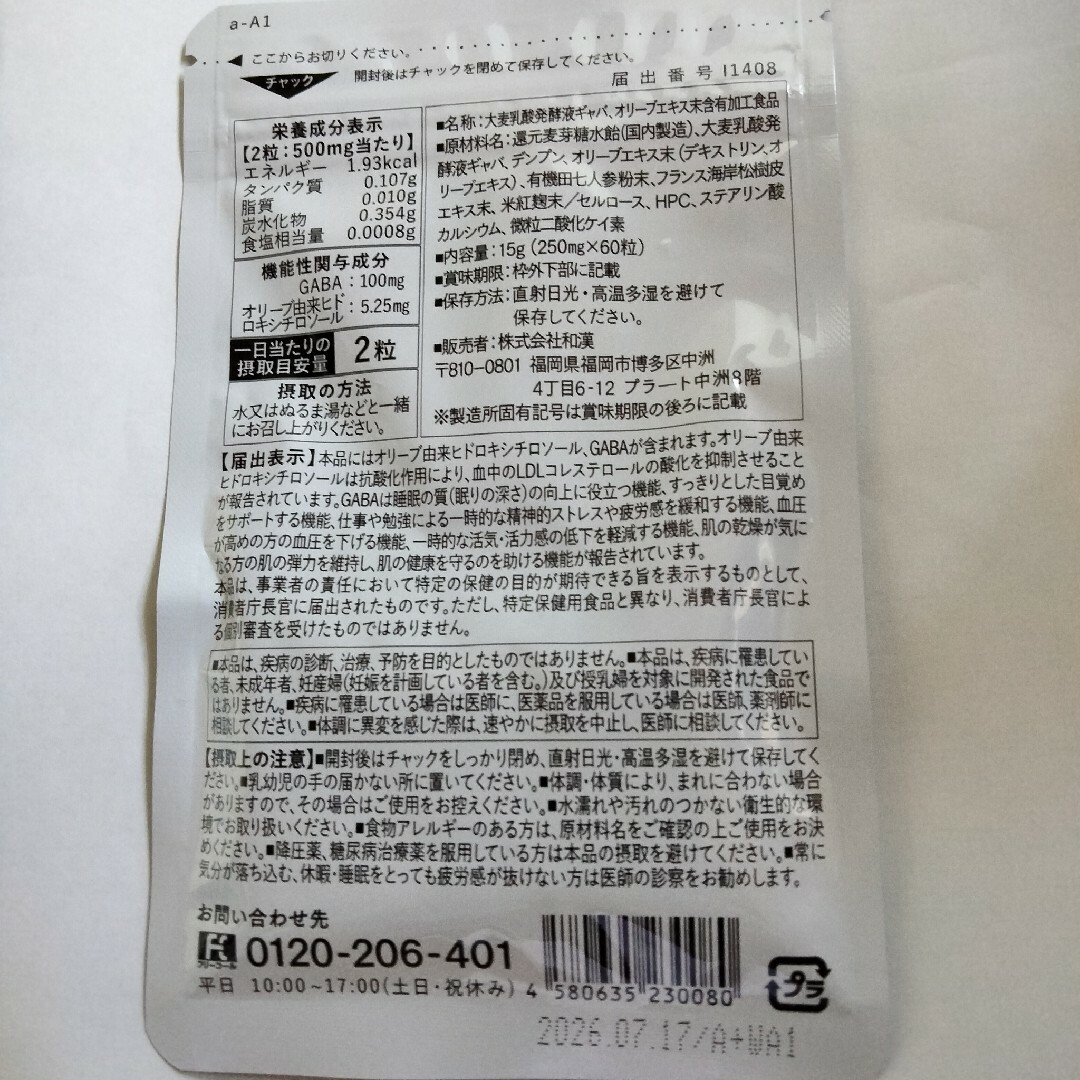 a-A1
ここからお切りください。
チャック
開封後はチャックを閉めて保存してください。
届出番号 I1408
栄養成分表示
【2粒:500mg当たり】
エネルギー 1.93kcal
タンパク質 0.107g
脂質 0.010g
炭水化物 0.354g
食塩相当量 0.0008g
機能性関与成分
GABA:100mg
オリーブ由来ヒド
ロキシチロソール:5.25mg
一日当たりの
摂取目安量
2粒
摂取の方法
水又はぬるま湯などと一緒
にお召し上がりください。
■名称:大麦乳酸発酵液ギャバ、オリーブエキス末含有加工食品
■原材料名:還元麦芽糖水飴(国内製造)、大麦乳酸発
酵液ギャバ、デンプン、オリーブエキス末(デキストリン、オ
リーブエキス)、有機田七人参粉末、フランス海岸松樹皮
エキス末、米紅麹末/セルロース、HPC、ステアリン酸
カルシウム、微粒二酸化ケイ素
■内容量:15g(250mg×60粒)
■賞味期限:枠外下部に記載
■保存方法:直射日光・高温多湿を避けて
保存してください。
■販売者:株式会社和漢
〒810-0801 福岡県福岡市博多区中洲
4丁目6-12 プラート中洲8階
※製造所固有記号は賞味期限の後ろに記載
【届出表示】本品にはオリーブ由来ヒドロキシチロソール、GABAが含まれます。オリーブ由来
ヒドロキシチロソールは抗酸化作用により、血中のLDLコレステロールの酸化を抑制させること
が報告されています。GABAは睡眠の質(眠りの深さ)の向上に役立つ機能、すっきりとした目覚め
をサポートする機能、仕事や勉強による一時的な精神的ストレスや疲労感を緩和する機能、血圧
が高めの方の血圧を下げる機能、一時的な活気・活力感の低下を軽減する機能、肌の乾燥が気に
なる方の肌の弾力を維持し、肌の健康を守るのを助ける機能が報告されています。
本品は、事業者の責任において特定の保健の目的が期待できる旨を表示するものとして、
消費者庁長官に届出されたものです。ただし、特定保健用食品と異なり、消費者庁長官によ
る個別審査を受けたものではありません。
■本品は、疾病の診断、治療、予防を目的としたものではありません。■本品は、疾病に罹患してい
る者、未成年者、妊産婦(妊娠を計画している者を含む。)及び授乳婦を対象に開発された食品で
はありません。■疾病に罹患している場合は医師に、医薬品を服用している場合は医師、薬剤師に
相談してください。■体調に異変を感じた際は、速やかに摂取を中止し、医師に相談してください。
【摂取上の注意】■開封後はチャックをしっかり閉め、直射日光・高温多湿を避けて保存してく
ださい。■乳幼児の手の届かない所に置いてください。■体調・体質により、まれに合わない場合
がありますので、その場合はご使用をお控えください。■水濡れや汚れのつかない衛生的な環
境でお取り扱いください。■食物アレルギーのある方は、原材料名をご確認の上ご使用をお決
めください。■降圧薬、糖尿病治療薬を服用している方は本品の摂取を避けてください。■常に
気分が落ち込む、休暇・睡眠をとっても疲労感が抜けない方は医師の診察をお勧めします。
お問い合わせ先
フリーコール
0120-206-401
平日 10:00~17:00(土日・祝休み)
4 580635 230080
プラ
2026.07.17/A+WA1